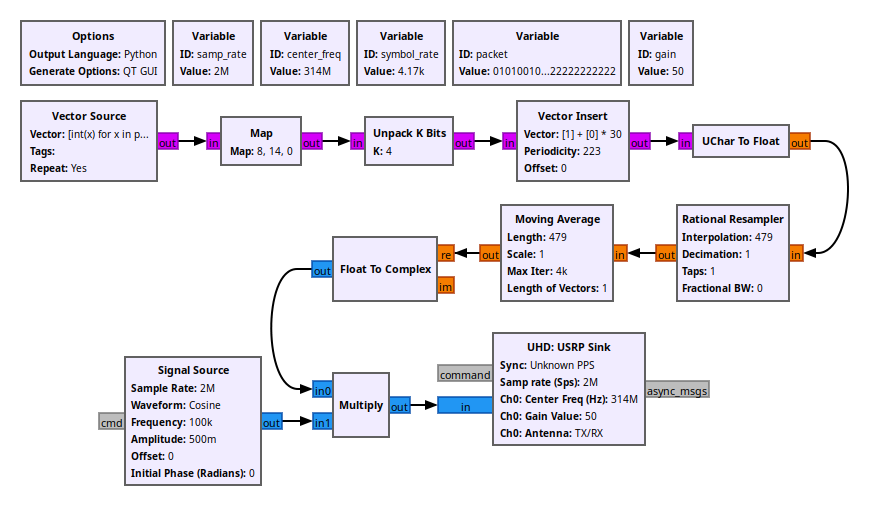 Options
Output Language: Python
Generate Options: QT GUI
Variable
ID: samp_rate
Value: 2M
Variable
ID: center_freq
Value: 314M
Variable
ID: symbol_rate
Value: 4.17k
Variable
ID: packet
Value: 01010010...22222222222
Variable
ID: gain
Value: 50
Vector Source
Vector: [int(x) for x in p...
Tags:
Repeat: Yes
out
in
Map
Map: 8, 14, 0
out
in
Unpack K Bits
K: 4
out
in
Vector Insert
Vector: [1] + [0] * 30
Periodicity: 223
Offset: 0
out
in
UChar To Float
out
Rational Resampler
Interpolation: 479
Decimation: 1
Taps: 1
Fractional BW: 0
in
out
Moving Average
Length: 479
Scale: 1
Max Iter: 4k
Length of Vectors: 1
in
out
Float To Complex
re
im
out
Signal Source
Sample Rate: 2M
Waveform: Cosine
Frequency: 100k
Amplitude: 500m
Offset: 0
Initial Phase (Radians): 0
cmd
out
in0
in1
Multiply
out
command
in
UHD: USRP Sink
Sync: Unknown PPS
Samp rate (Sps): 2M
Ch0: Center Freq (Hz): 314M
Ch0: Gain Value: 50
Ch0: Antenna: TX/RX
async_msgs